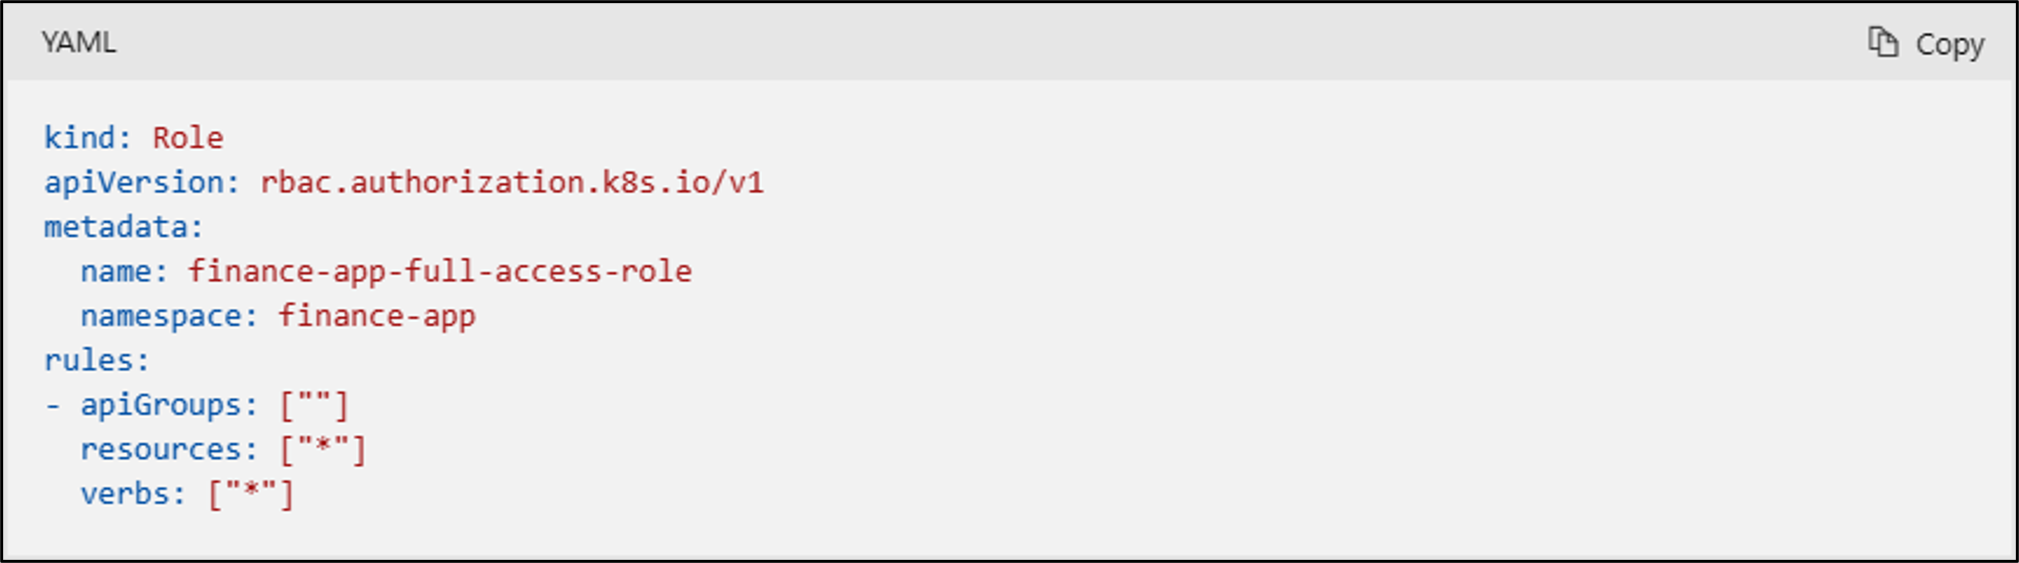 YAML
Copy
kind: Role
apiVersion: rbac.authorization.k8s.io/v1
metadata:
  name: finance-app-full-access-role
  namespace: finance-app
rules:
- apiGroups: [""]
  resources: ["*"]
  verbs: ["*"]